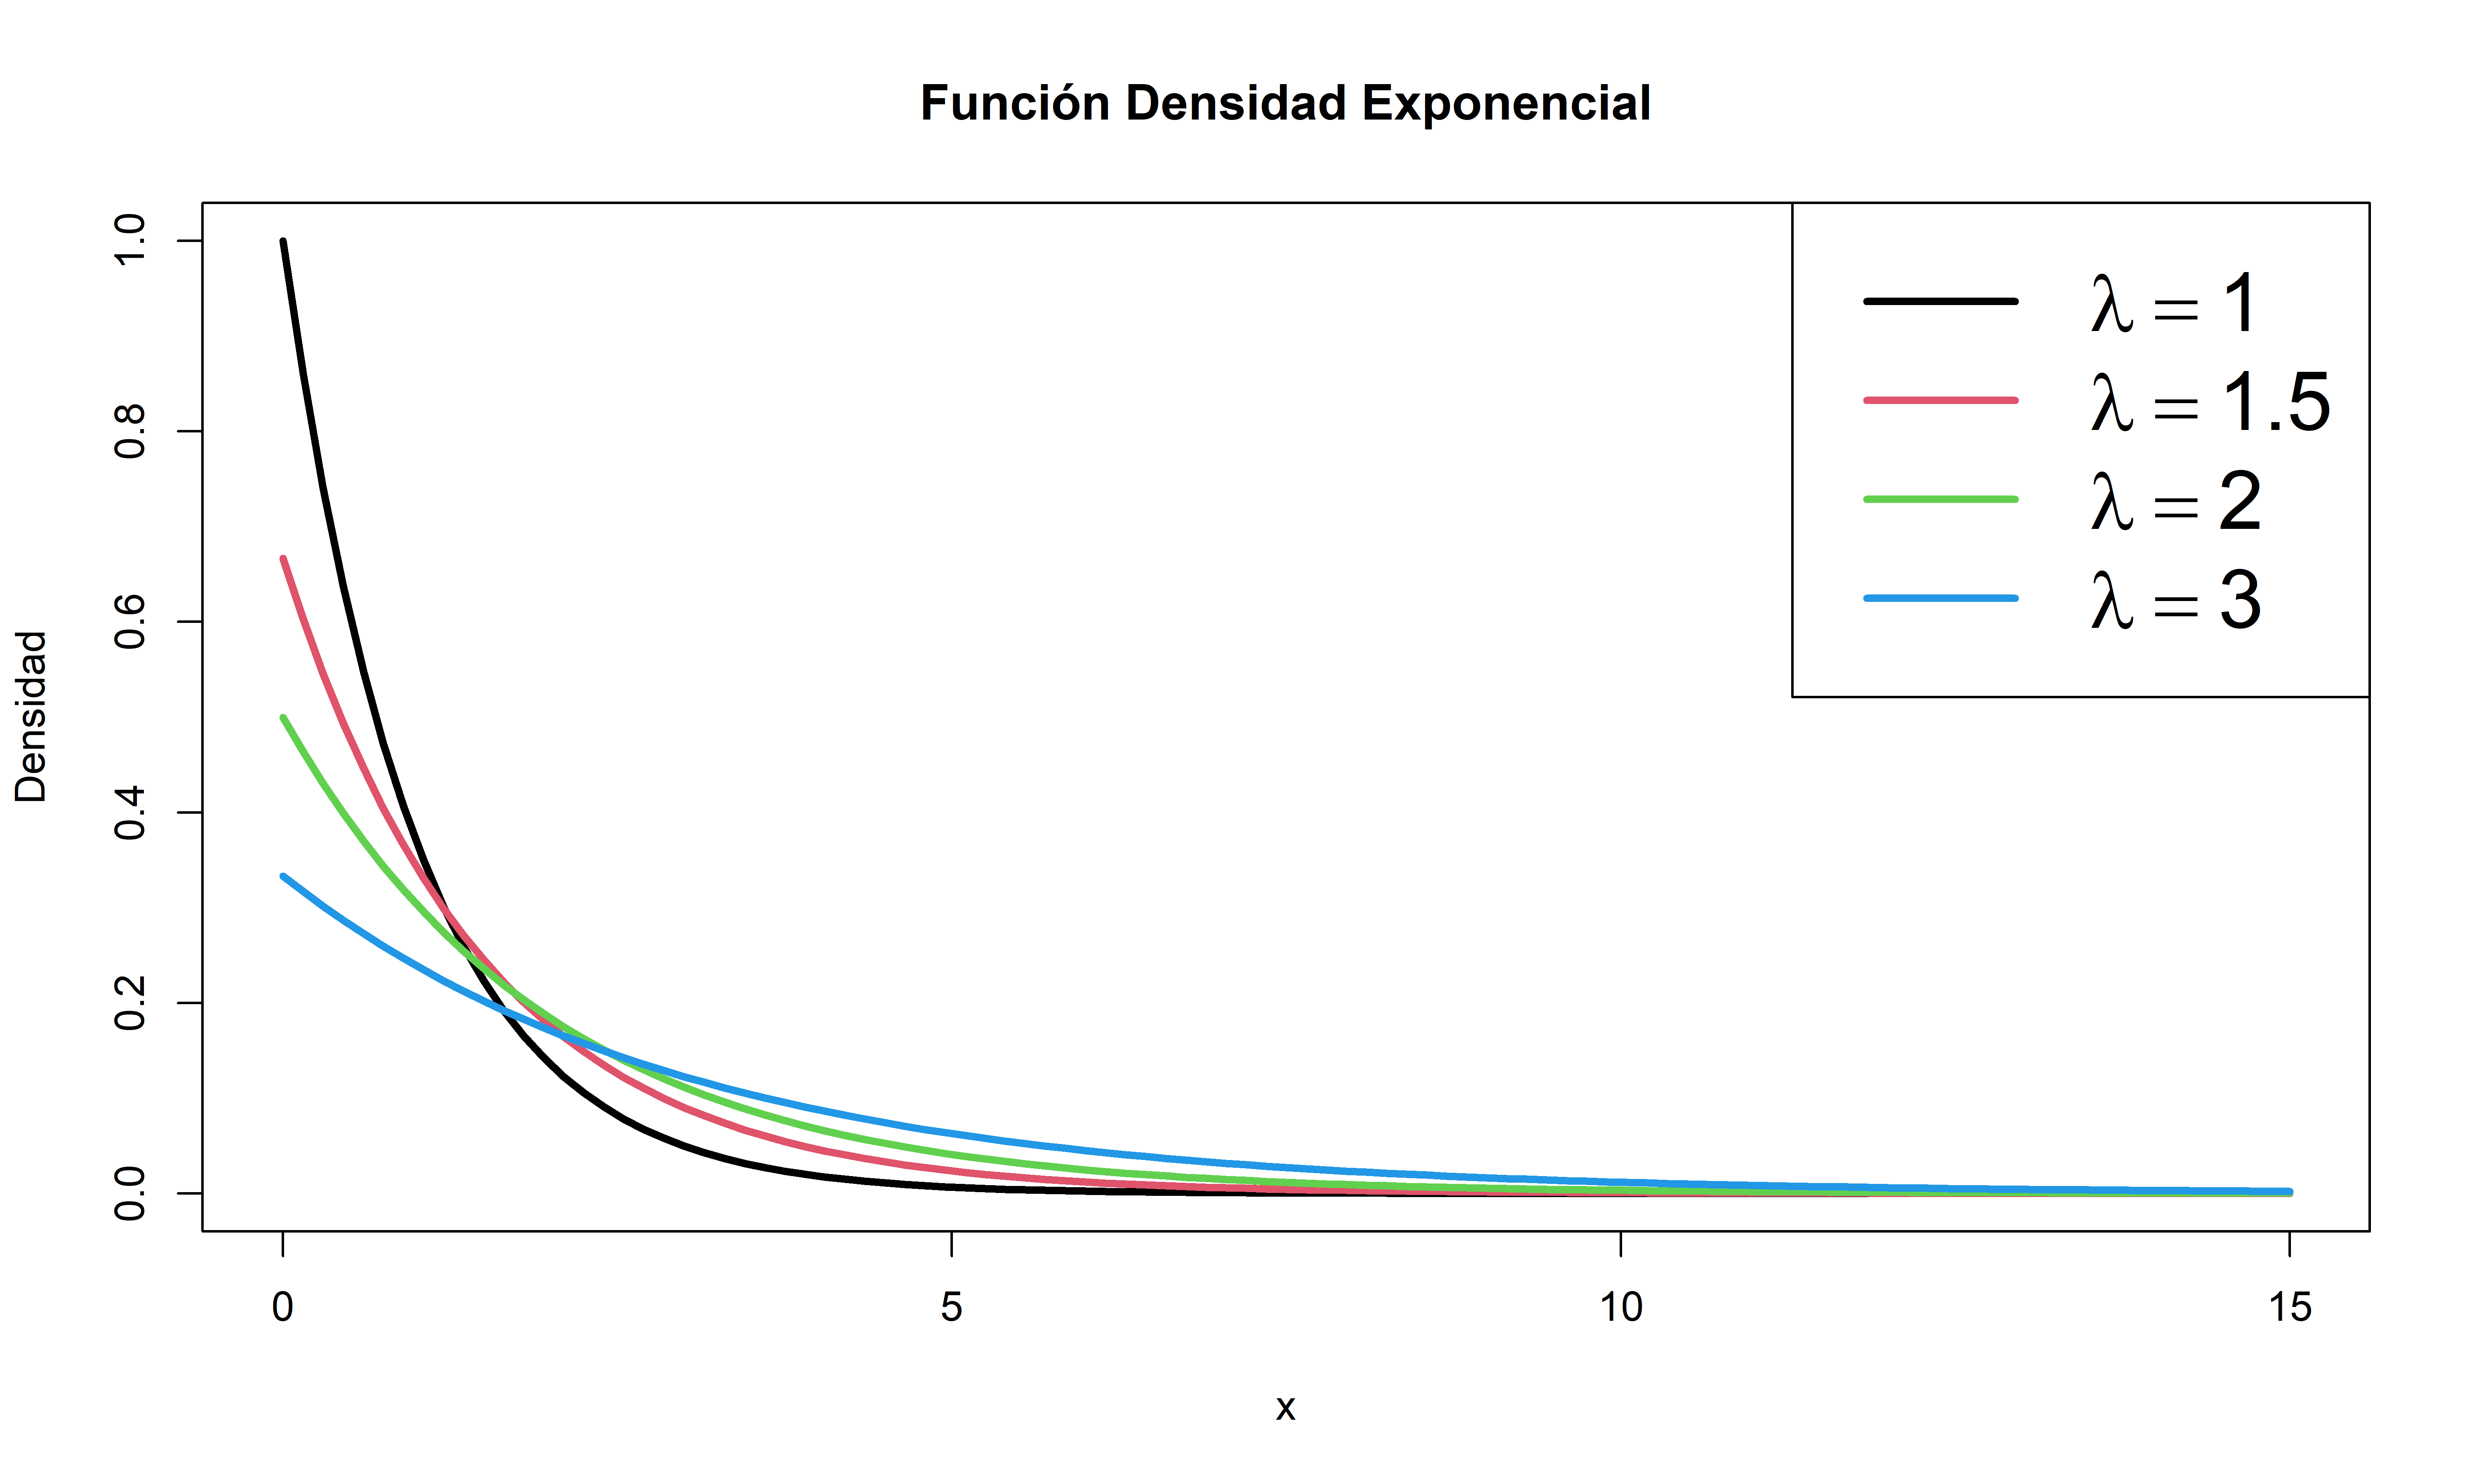 Función Densidad Exponencial
λ = 1
λ = 1.5
λ = 2
λ = 3
Densidad
1.0
0.8
0.6
0.4
0.2
0.0
0 5 10 15
x